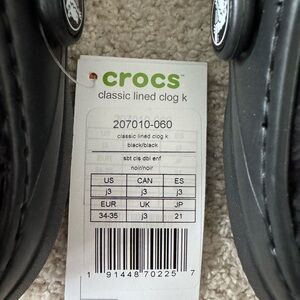 crocs™
classic lined clog k
207010-060
classic lined clog k
black/black
sbt cls dbl enf
noir/noir
US CAN ES
j3 j3 j3
EUR UK JP
34-35 j3 21
1 91448 70225 7